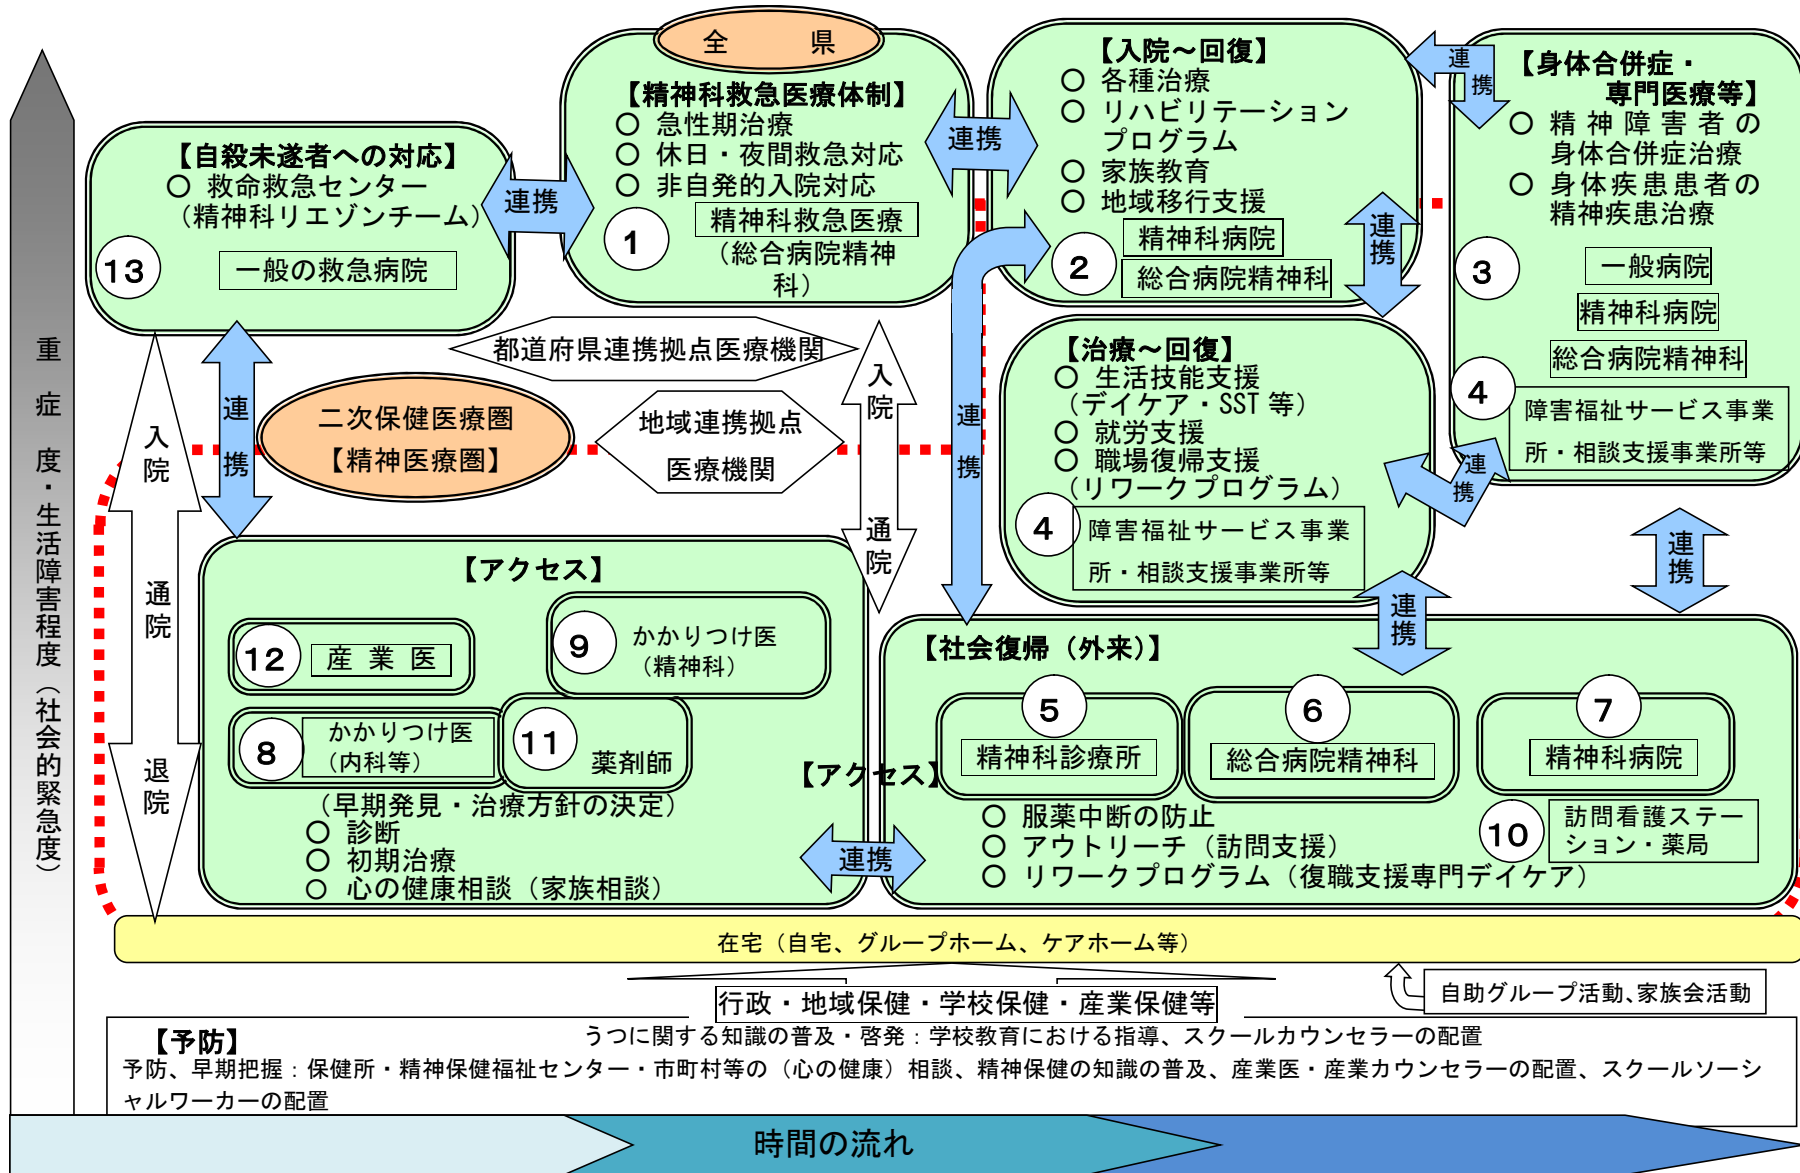 全　県
【精神科救急医療体制】
○ 急性期治療
○ 休日・夜間救急対応
○ 非自発的入院対応
1
精神科救急医療
（総合病院精神
科）
連携
【入院～回復】
○ 各種治療
○ リハビリテーション
プログラム
○ 家族教育
○ 地域移行支援
2
精神科病院
総合病院精神科
連携
【身体合併症・
専門医療等】
○ 精神障害者の
身体合併症治療
○ 身体疾患患者の
精神疾患治療
3
一般病院
精神科病院
総合病院精神科
4
障害福祉サービス事業
所・相談支援事業所等
【自殺未遂者への対応】
○ 救命救急センター
（精神科リエゾンチーム）
13
一般の救急病院
連携
連携
都道府県連携拠点医療機関
二次保健医療圏
【精神医療圏】
地域連携拠点
医療機関
入院
通院
連携
連携
入院
通院
退院
【治療～回復】
○ 生活技能支援
（デイケア・SST 等）
○ 就労支援
○ 職場復帰支援
（リワークプログラム）
4
障害福祉サービス事業
所・相談支援事業所等
連携
連携
連携
【アクセス】
12
産業医
9
かかりつけ医
（精神科）
8
かかりつけ医
（内科等）
11
薬剤師
（早期発見・治療方針の決定）
○ 診断
○ 初期治療
○ 心の健康相談（家族相談）
【アクセス】
連携
【社会復帰（外来）】
5
精神科診療所
6
総合病院精神科
7
精神科病院
○ 服薬中断の防止
○ アウトリーチ（訪問支援）
○ リワークプログラム（復職支援専門デイケア）
10
訪問看護ステー
ション・薬局
重症度・生活障害程度（社会的緊急度）
在宅（自宅、グループホーム、ケアホーム等）
行政・地域保健・学校保健・産業保健等
自助グループ活動、家族会活動
【予防】
うつに関する知識の普及・啓発：学校教育における指導、スクールカウンセラーの配置
予防、早期把握：保健所・精神保健福祉センター・市町村等の（心の健康）相談、精神保健の知識の普及、産業医・産業カウンセラーの配置、スクールソーシ
ャルワーカーの配置
時間の流れ